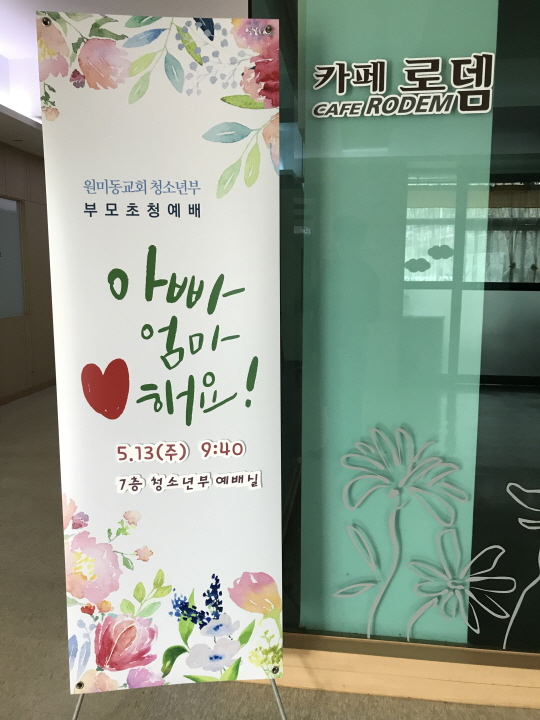 원미동교회 청소년부
부모초청예배
아빠
엄마
해요!
5.13(주) 9:40
7층 청소년부 예배실
카페 로뎀
CAFE RODEM